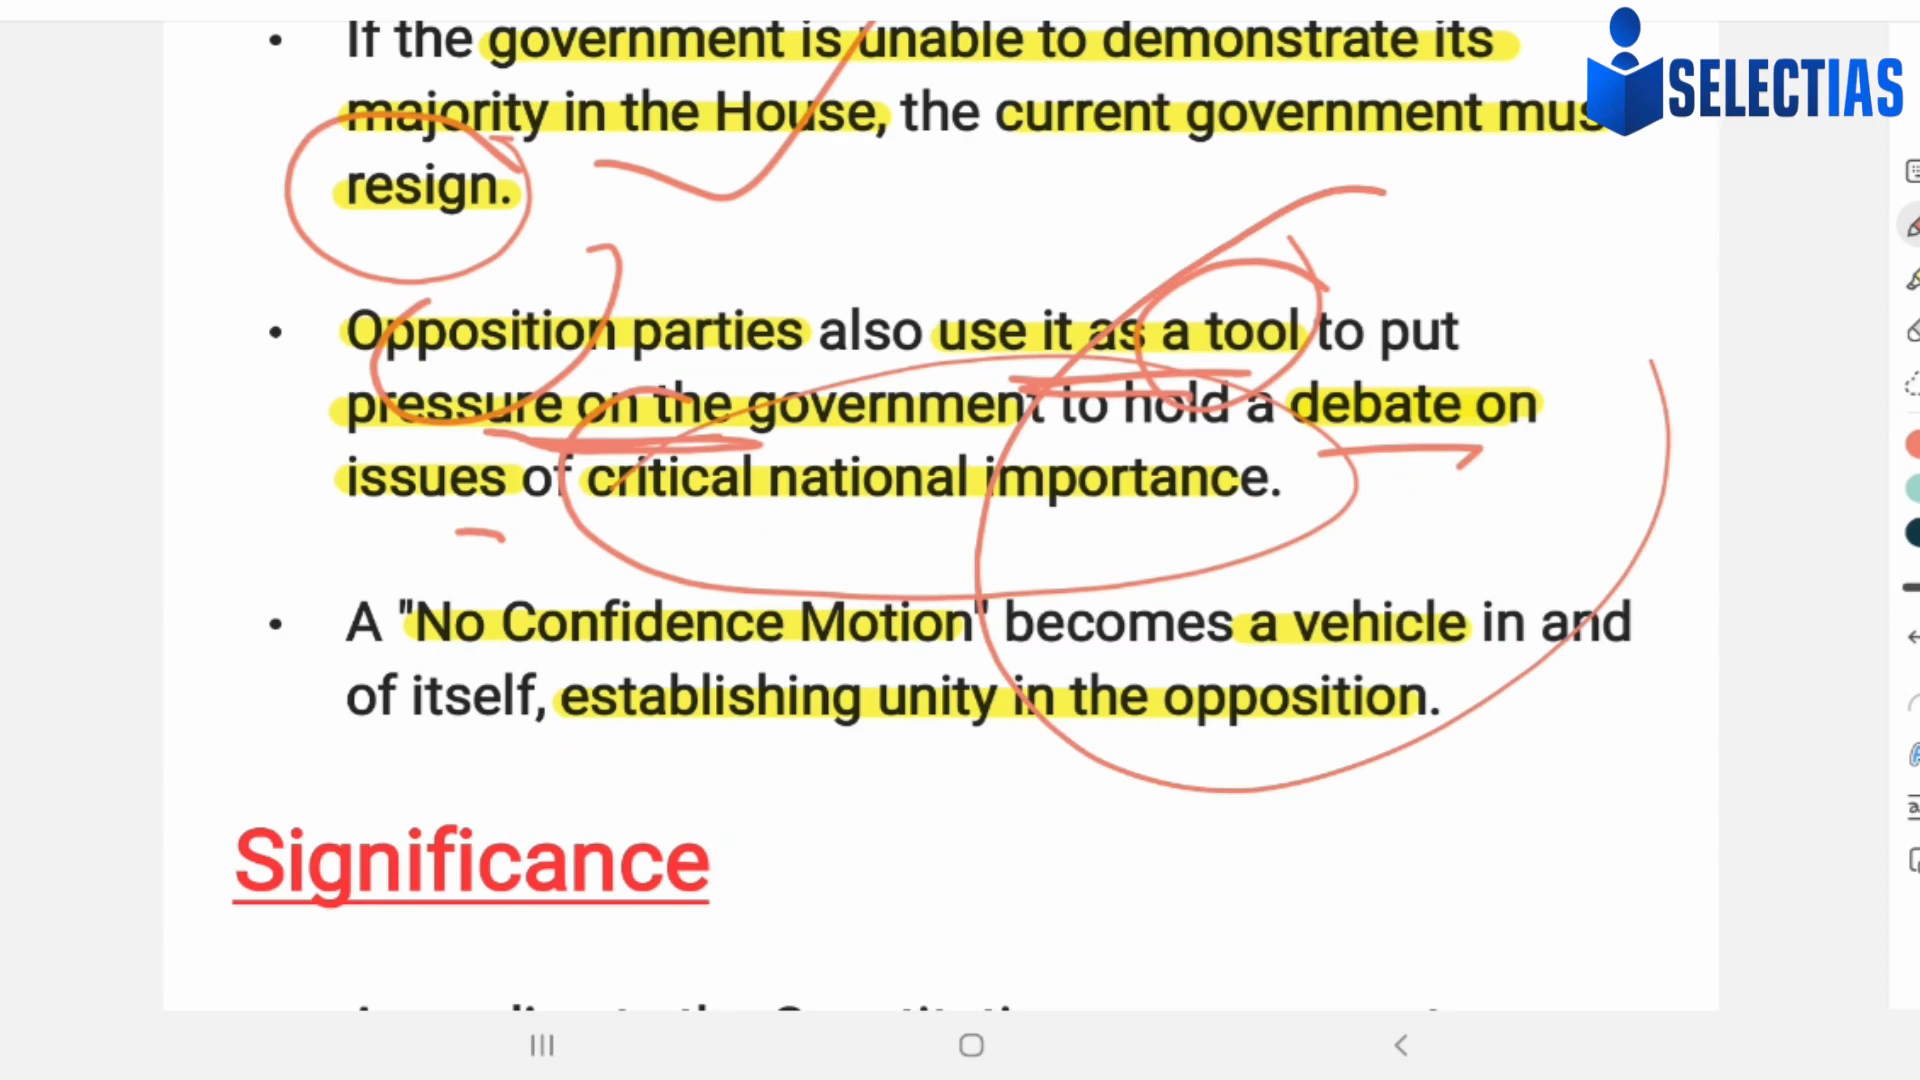 • If the government is unable to demonstrate its
majority in the House, the current government mus
resign.
• Opposition parties also use it as a tool to put
pressure on the government to hold a debate on
issues of critical national importance.
• A "No Confidence Motion" becomes a vehicle in and
of itself, establishing unity in the opposition.
Significance
SELECTIAS